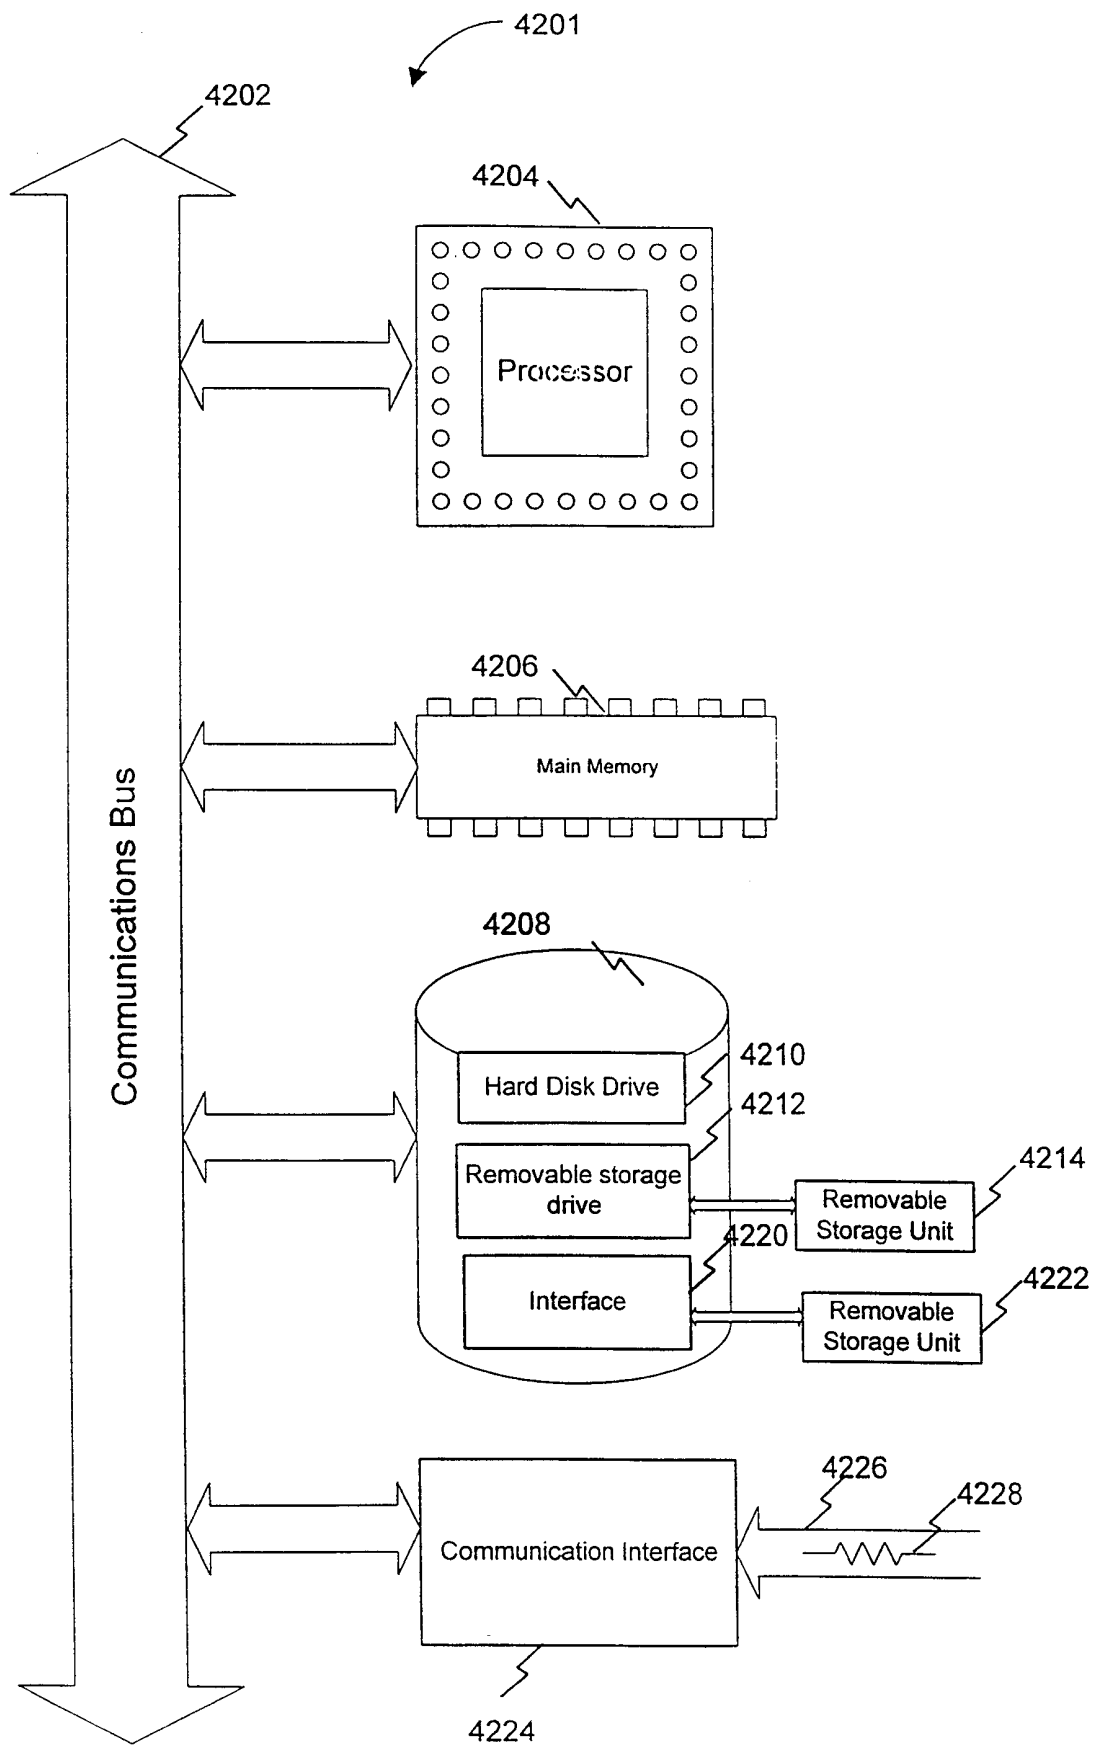 4201
4202
4204
Processor
4206
Main Memory
Communications Bus
4208
4210
Hard Disk Drive
4212
Removable storage
drive
4214
Removable
Storage Unit
4220
Interface
4222
Removable
Storage Unit
4226
4228
Communication Interface
4224